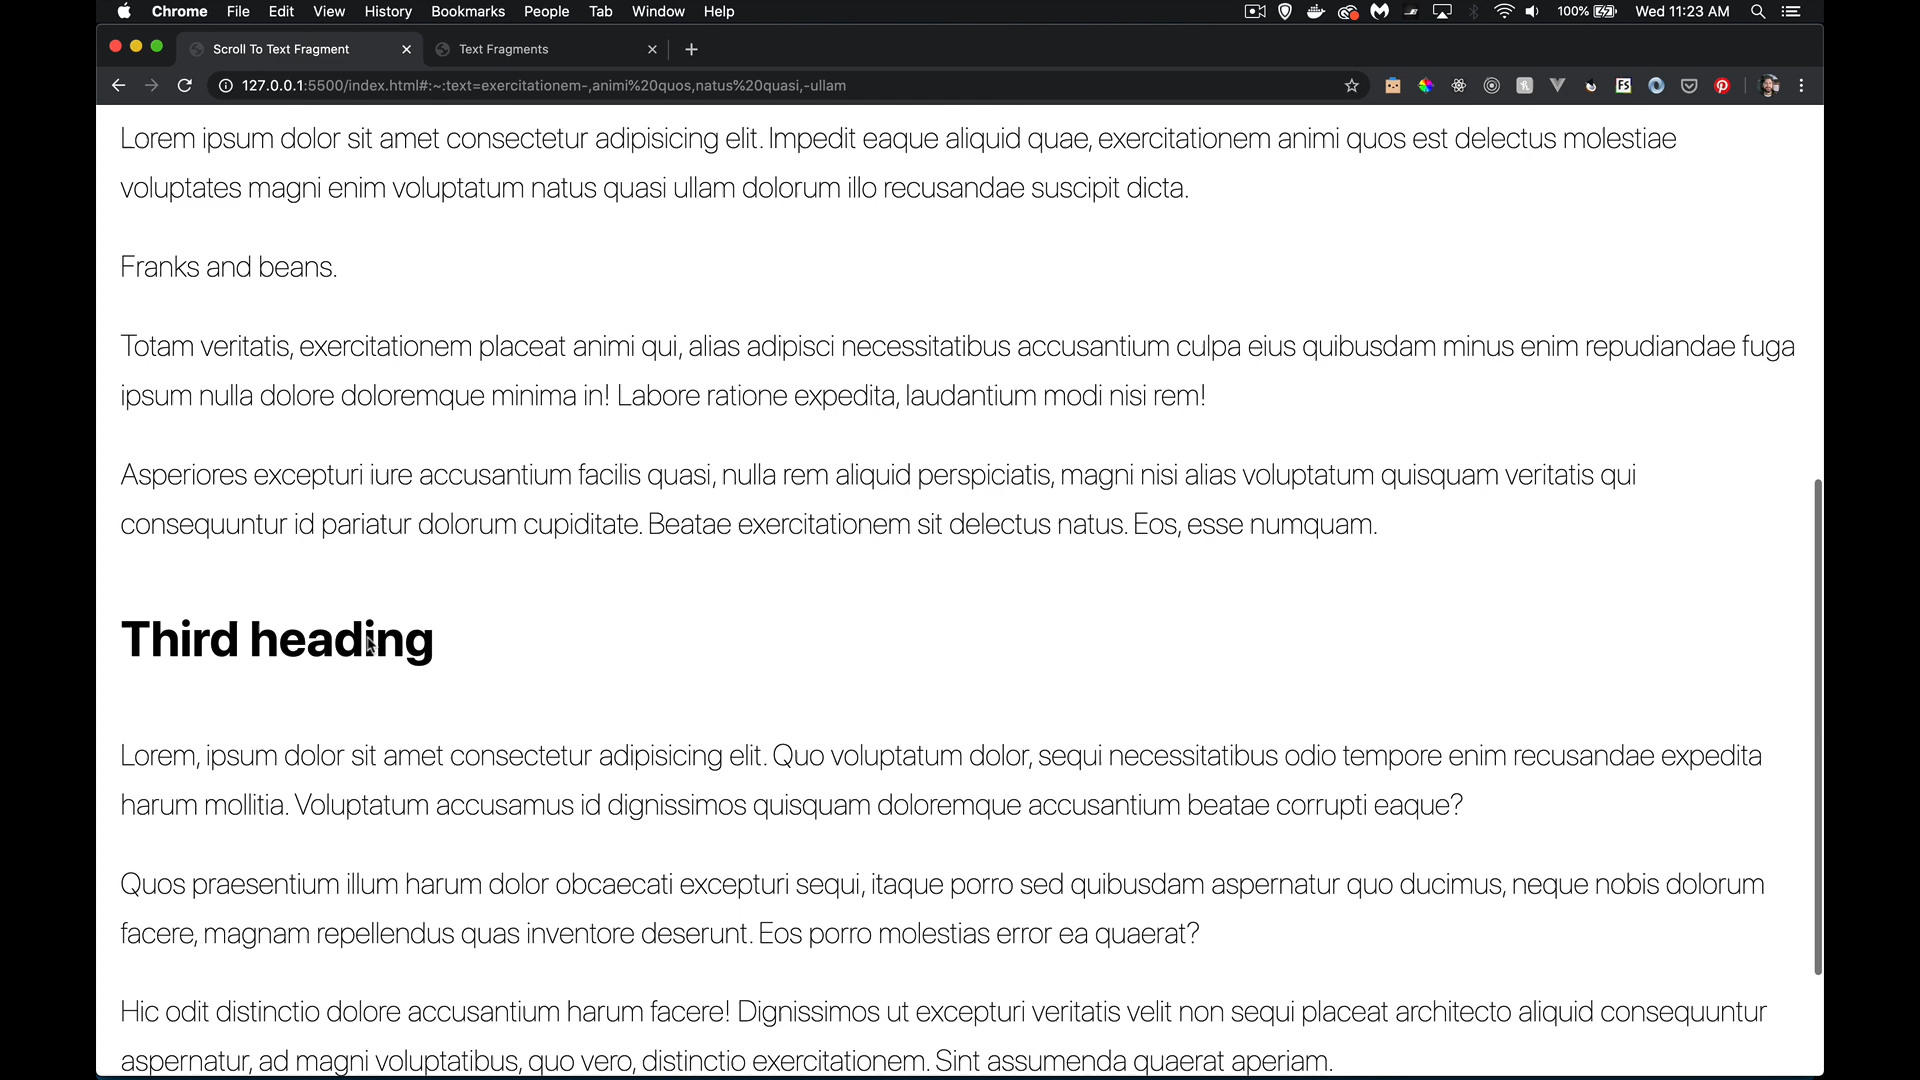 Chrome File Edit View History Bookmarks People Tab Window Help 100% Wed 11:23 AM
Scroll To Text Fragment Text Fragments
127.0.0.1:5500/index.html#:~:text=exercitationem-,animi%20quos,natus%20quasi,-ullam
Lorem ipsum dolor sit amet consectetur adipisicing elit. Impedit eaque aliquid quae, exercitationem animi quos est delectus molestiae
voluptates magni enim voluptatum natus quasi ullam dolorum illo recusandae suscipit dicta.
Franks and beans.
Totam veritatis, exercitationem placeat animi qui, alias adipisci necessitatibus accusantium culpa eius quibusdam minus enim repudiandae fuga
ipsum nulla dolore doloremque minima in! Labore ratione expedita, laudantium modi nisi rem!
Asperiores excepturi iure accusantium facilis quasi, nulla rem aliquid perspiciatis, magni nisi alias voluptatum quisquam veritatis qui
consequuntur id pariatur dolorum cupiditate. Beatae exercitationem sit delectus natus. Eos, esse numquam.
Third heading
Lorem, ipsum dolor sit amet consectetur adipisicing elit. Quo voluptatum dolor, sequi necessitatibus odio tempore enim recusandae expedita
harum mollitia. Voluptatum accusamus id dignissimos quisquam doloremque accusantium beatae corrupti eaque?
Quos praesentium illum harum dolor obcaecati excepturi sequi, itaque porro sed quibusdam aspernatur quo ducimus, neque nobis dolorum
facere, magnam repellendus quas inventore deserunt. Eos porro molestias error ea quaerat?
Hic odit distinctio dolore accusantium harum facere! Dignissimos ut excepturi veritatis velit non sequi placeat architecto aliquid consequuntur
aspernatur, ad magni voluptatibus, quo vero, distinctio exercitationem. Sint assumenda quaerat aperiam.